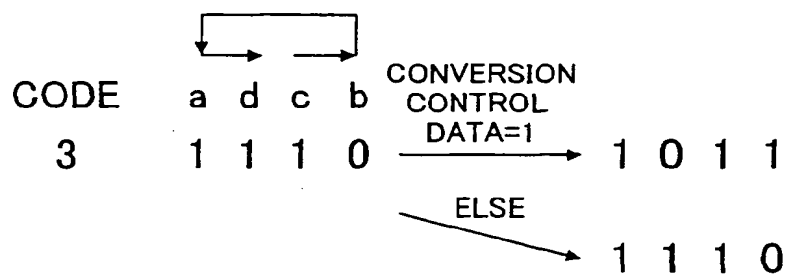 CODE a d c b CONVERSION
CONTROL
DATA=1
3 1 1 1 0 1 0 1 1
ELSE
1 1 1 0